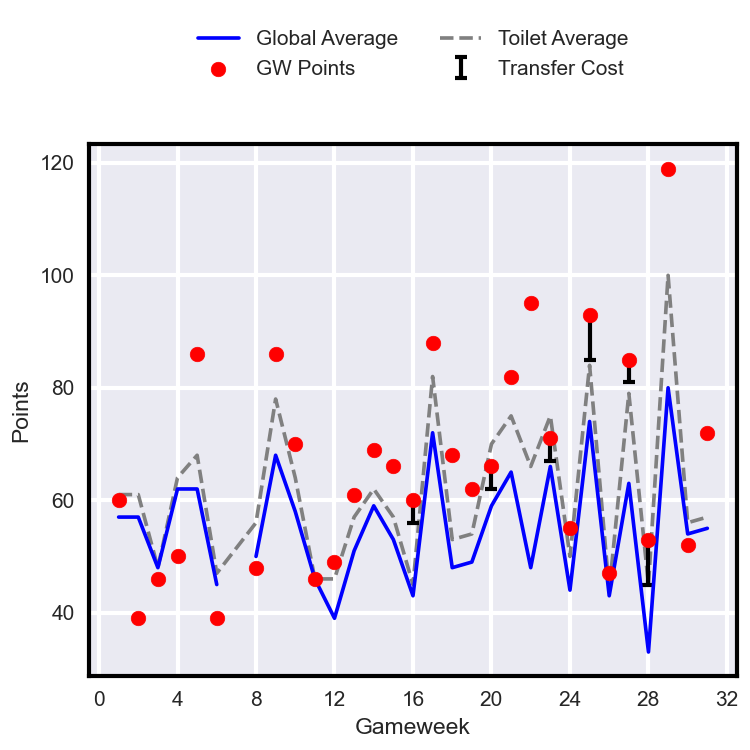 Global Average
Toilet Average
GW Points
Transfer Cost
120
100
80
60
40
Points
0 4 8 12 16 20 24 28 32
Gameweek